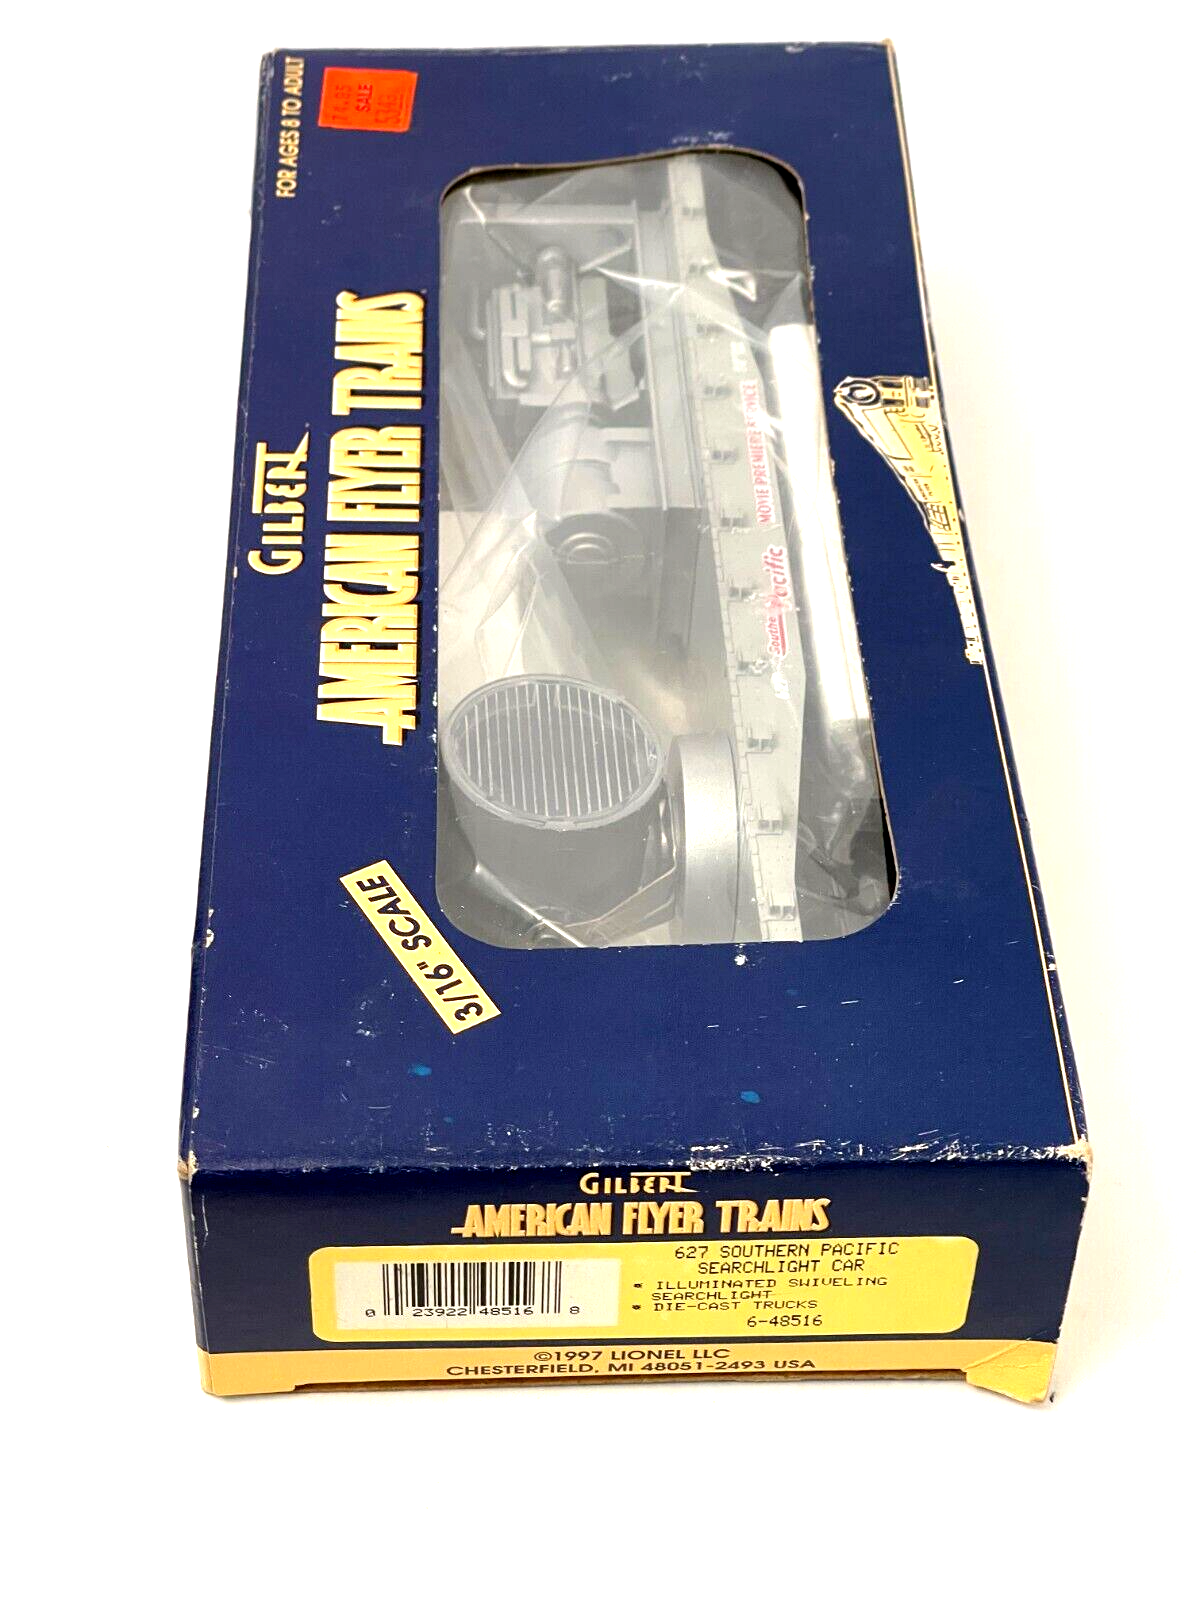 FOR AGES 8 TO ADULT
SALE
GILBERT
AMERICAN FLYER TRAINS
MOVIE PREMIERE SERVICE
Southe Pacific
3/16" SCALE
GILBERT
AMERICAN FLYER TRAINS
627 SOUTHERN PACIFIC
SEARCHLIGHT CAR
* ILLUMINATED SWIVELING
SEARCHLIGHT
* DIE-CAST TRUCKS
6-48516
0 23922 48516 8
©1997 LIONEL LLC
CHESTERFIELD, MI 48051-2493 USA